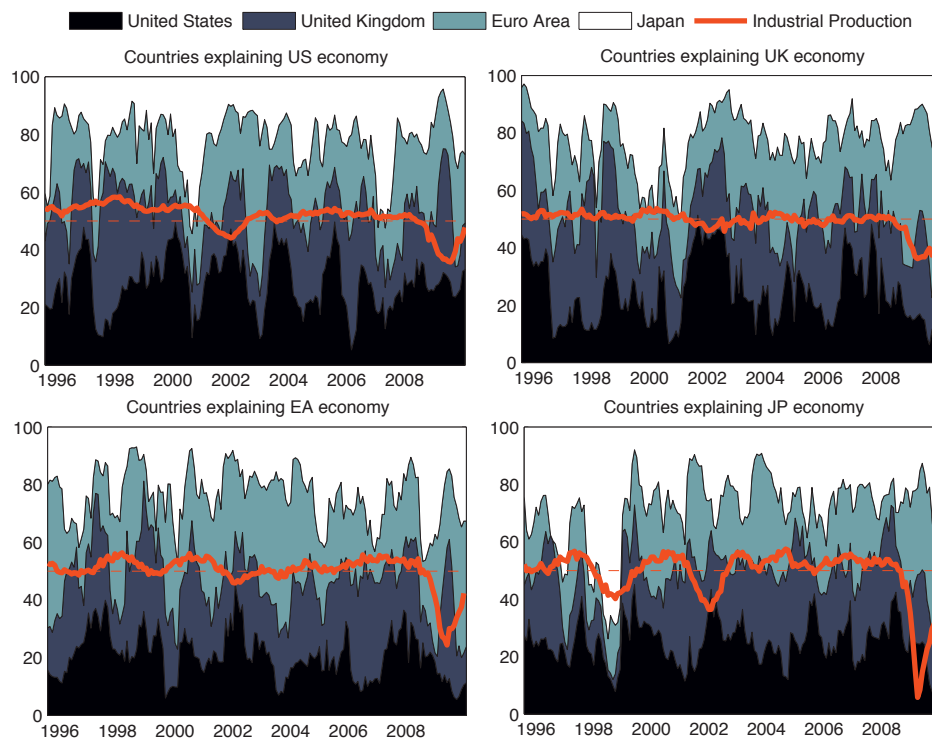 United States United Kingdom Euro Area Japan Industrial Production
Countries explaining US economy
100
80
60
40
20
0
1996 1998 2000 2002 2004 2006 2008
Countries explaining UK economy
100
80
60
40
20
0
1996 1998 2000 2002 2004 2006 2008
Countries explaining EA economy
100
80
60
40
20
0
1996 1998 2000 2002 2004 2006 2008
Countries explaining JP economy
100
80
60
40
20
0
1996 1998 2000 2002 2004 2006 2008